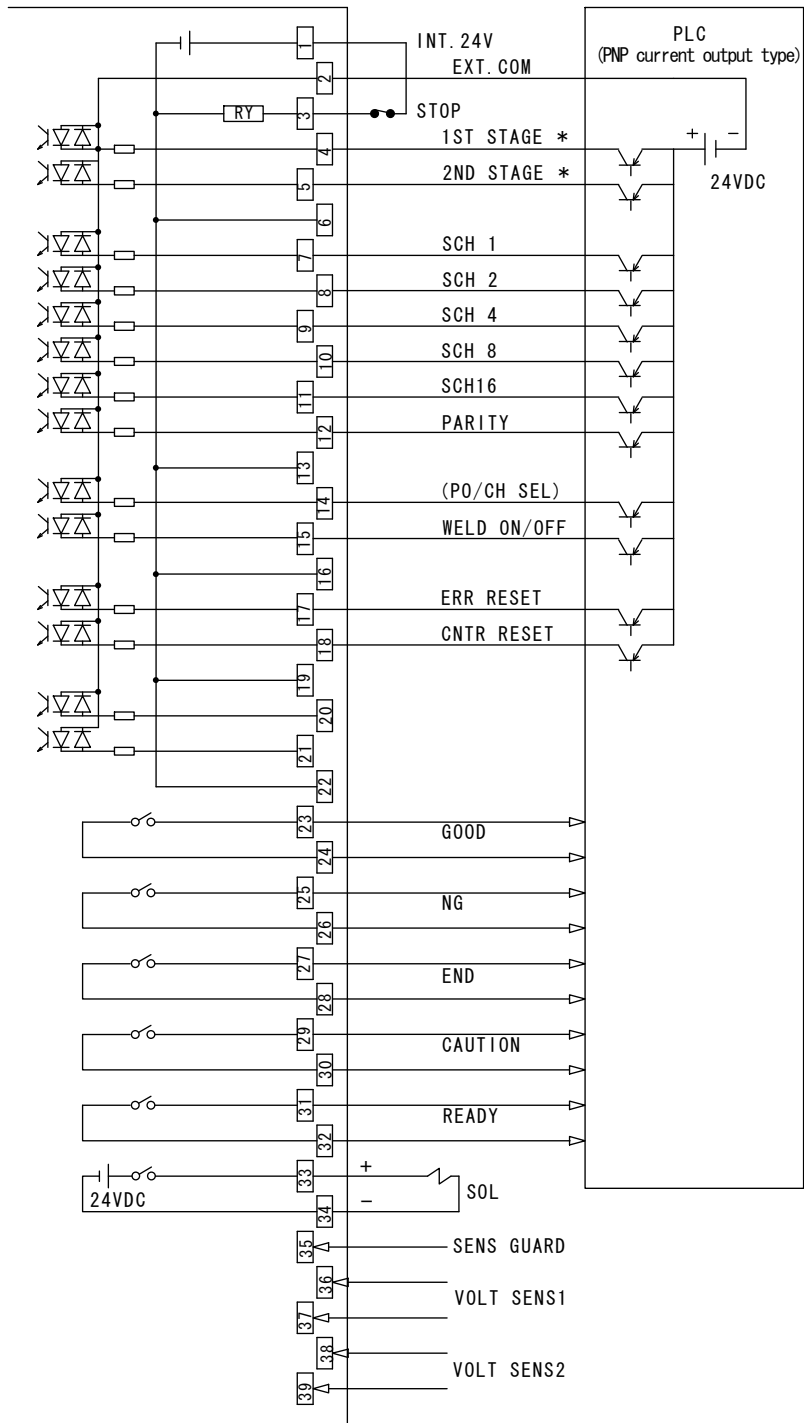 PLC
(PNP current output type)
1 INT.24V
2 EXT.COM
RY 3 STOP
4 1ST STAGE *
+ -
24VDC
5 2ND STAGE *
6
7 SCH 1
8 SCH 2
9 SCH 4
10 SCH 8
11 SCH16
12 PARITY
13
14 (PO/CH SEL)
15 WELD ON/OFF
16
17 ERR RESET
18 CNTR RESET
19
20
21
22
23
GOOD
24
25
NG
26
27
END
28
29
CAUTION
30
31
READY
32
33 +
24VDC SOL
34 -
35 SENS GUARD
36
VOLT SENS1
37
38
VOLT SENS2
39